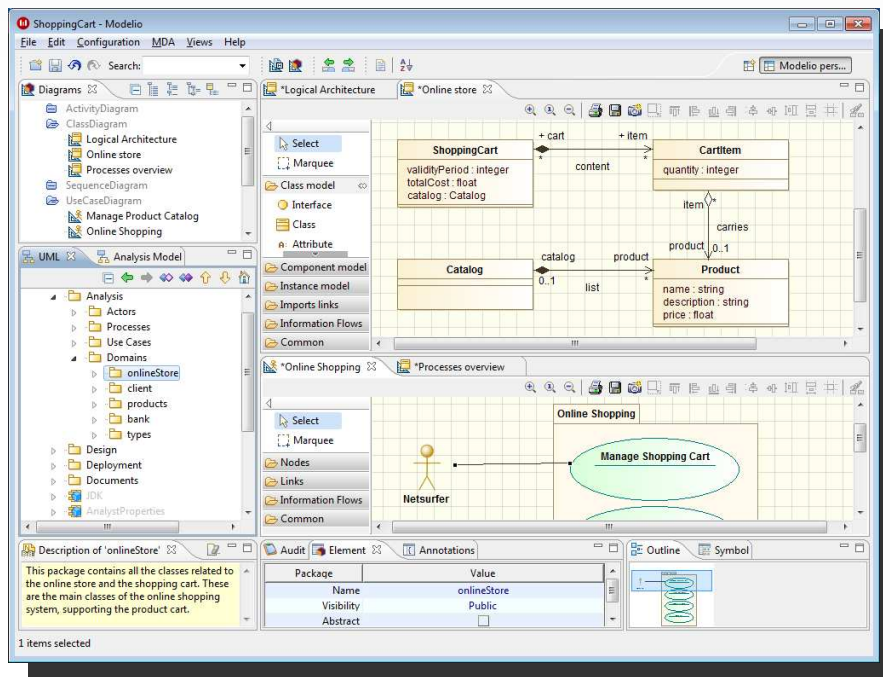 ShoppingCart - Modelio
File Edit Configuration MDA Views Help
Search:
Modelio pers...
Diagrams
ActivityDiagram
ClassDiagram
Logical Architecture
Online store
Processes overview
SequenceDiagram
UseCaseDiagram
Manage Product Catalog
Online Shopping
UML Analysis Model
Analysis
Actors
Processes
Use Cases
Domains
onlineStore
client
products
bank
types
Design
Deployment
Documents
JDK
AnalystProperties
Description of 'onlineStore'
This package contains all the classes related to
the online store and the shopping cart. These
are the main classes of the online shopping
system, supporting the product cart.
1 items selected
*Logical Architecture *Online store
Select
Marquee
Class model
Interface
Class
Attribute
Component model
Instance model
Imports links
Information Flows
Common
ShoppingCart
validityPeriod : integer
totalCost : float
catalog : Catalog
+ cart + item
* *
content
CartItem
quantity : integer
item *
carries
product 0..1
Catalog
catalog product
0..1 *
list
Product
name : string
description : string
price : float
*Online Shopping *Processes overview
Select
Marquee
Nodes
Links
Information Flows
Common
Online Shopping
Manage Shopping Cart
Netsurfer
Audit Element Annotations
Package Value
Name onlineStore
Visibility Public
Abstract
Outline Symbol